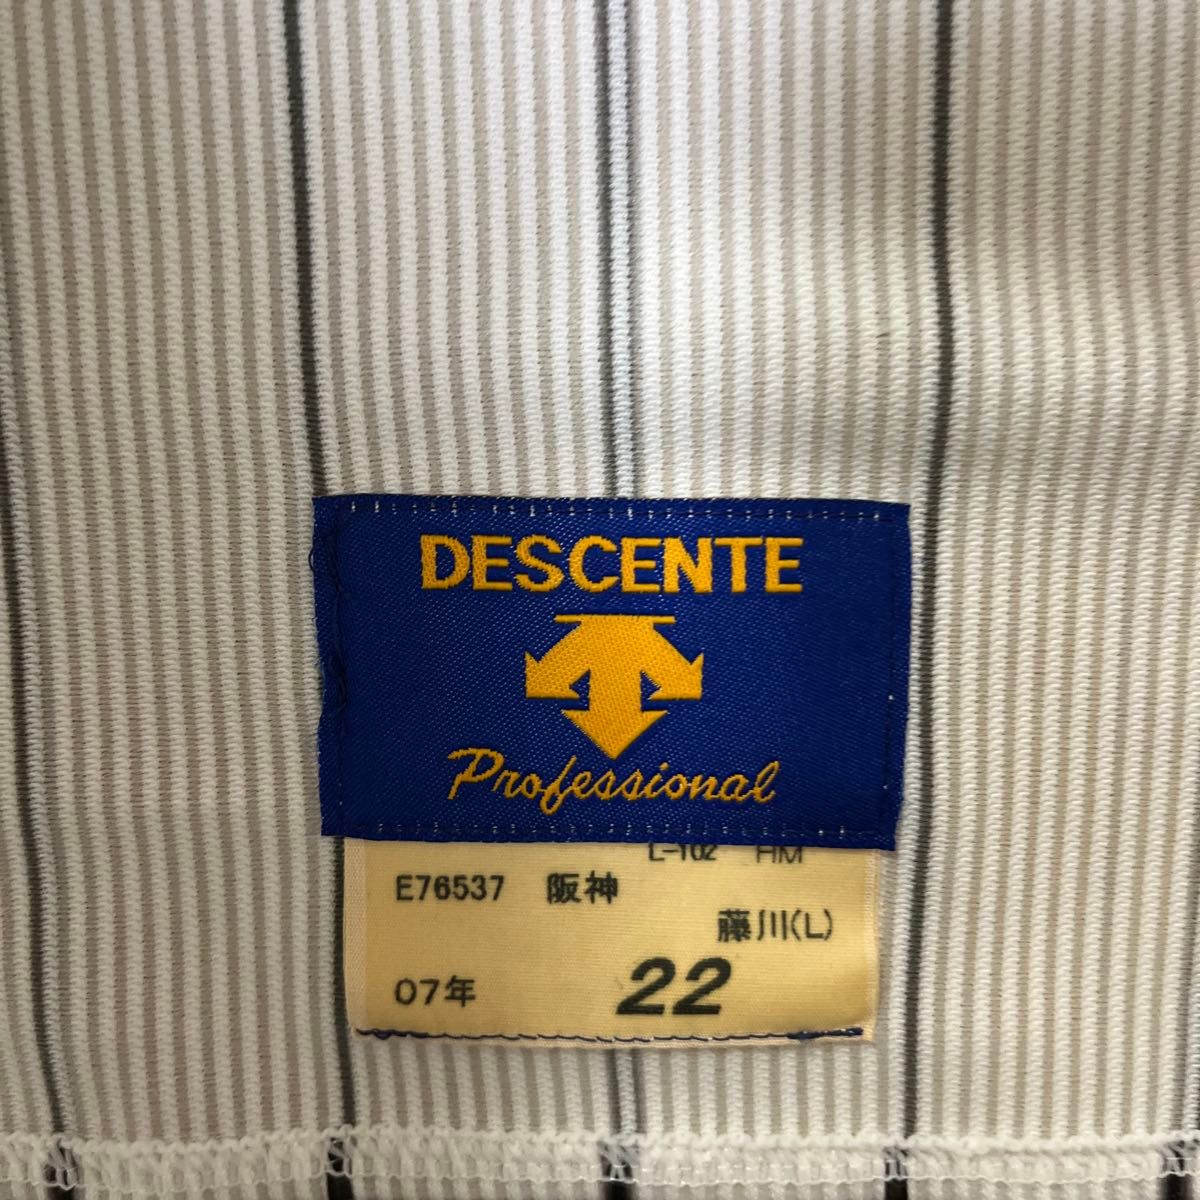 DESCENTE
Professional
L-102 HM
E76537 阪神
藤川(L)
07年 22